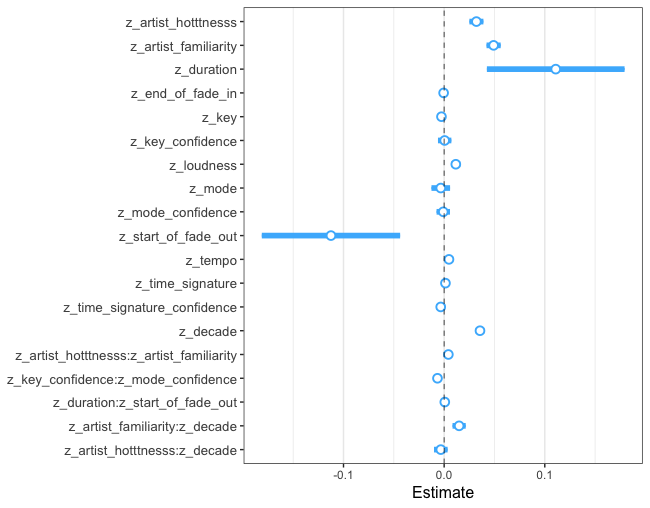 z_artist_hotttnesss
z_artist_familiarity
z_duration
z_end_of_fade_in
z_key
z_key_confidence
z_loudness
z_mode
z_mode_confidence
z_start_of_fade_out
z_tempo
z_time_signature
z_time_signature_confidence
z_decade
z_artist_hotttnesss:z_artist_familiarity
z_key_confidence:z_mode_confidence
z_duration:z_start_of_fade_out
z_artist_familiarity:z_decade
z_artist_hotttnesss:z_decade
-0.1 0.0 0.1
Estimate